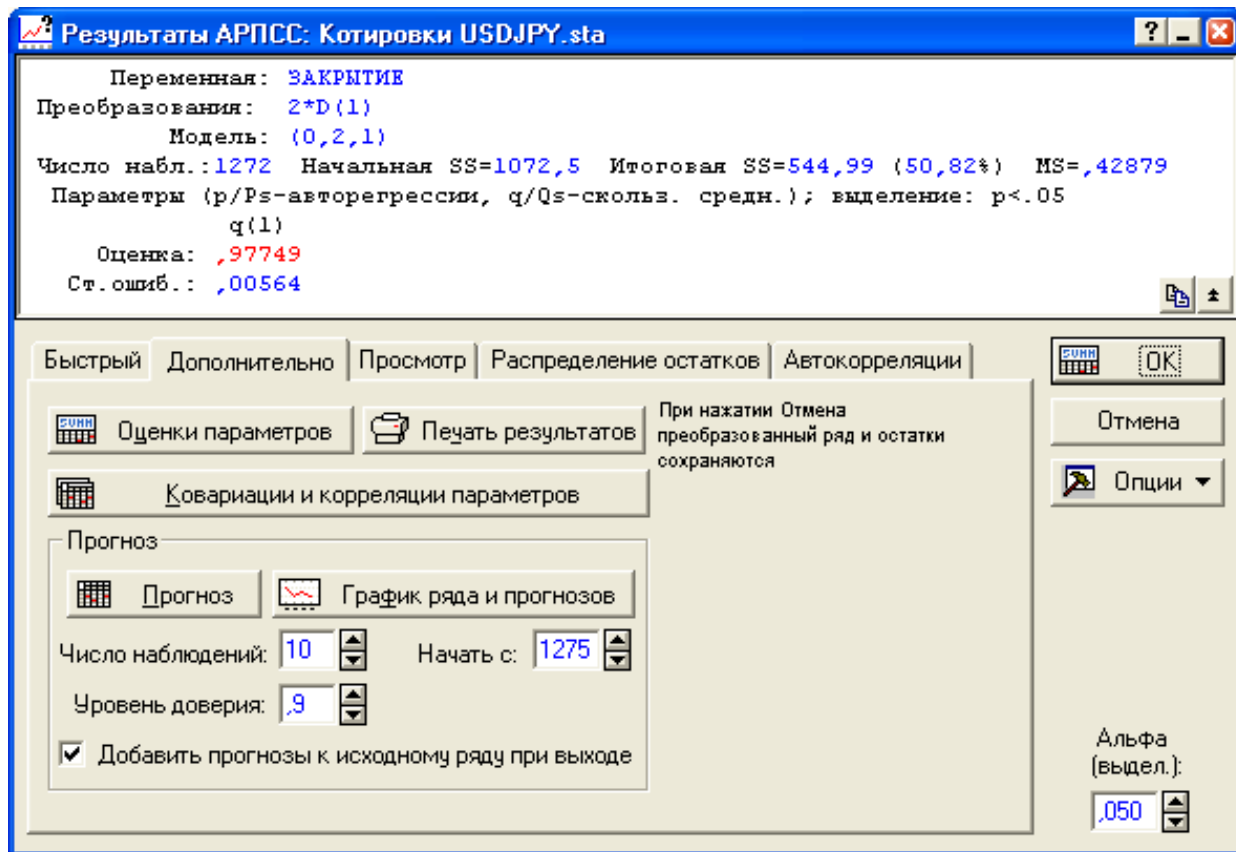 Результаты АРПСС: Котировки USDJPY.sta
Переменная: ЗАКРЫТИЕ
Преобразования: 2*D(1)
Модель: (0,2,1)
Число набл.:1272 Начальная SS=1072,5 Итоговая SS=544,99 (50,82%) MS=,42879
Параметры (p/Ps-авторегрессии, q/Qs-скольз. средн.); выделение: p<.05
q(1)
Оценка: ,97749
Ст.ошиб.: ,00564
Быстрый Дополнительно Просмотр Распределение остатков Автокорреляции
SUMM OK
SUMM Оценки параметров Печать результатов
При нажатии Отмена
преобразованный ряд и остатки
сохраняются
Отмена
Ковариации и корреляции параметров
Опции
Прогноз
Прогноз График ряда и прогнозов
Число наблюдений: 10 Начать с: 1275
Уровень доверия: ,9
Добавить прогнозы к исходному ряду при выходе
Альфа
(выдел.):
,050